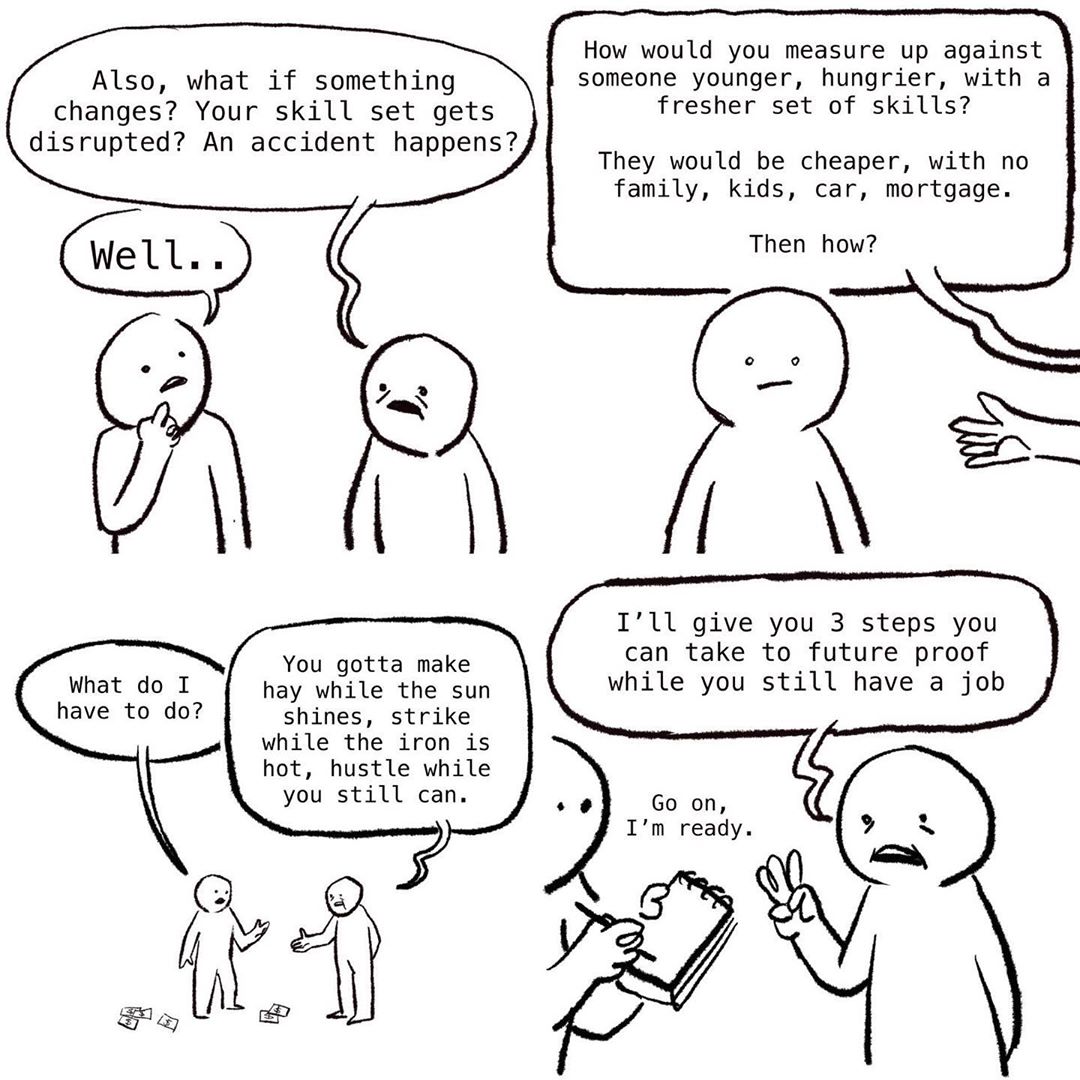 Also, what if something
changes? Your skill set gets
disrupted? An accident happens?
Well..
How would you measure up against
someone younger, hungrier, with a
fresher set of skills?
They would be cheaper, with no
family, kids, car, mortgage.
Then how?
What do I
have to do?
You gotta make
hay while the sun
shines, strike
while the iron is
hot, hustle while
you still can.
I’ll give you 3 steps you
can take to future proof
while you still have a job
Go on,
I’m ready.